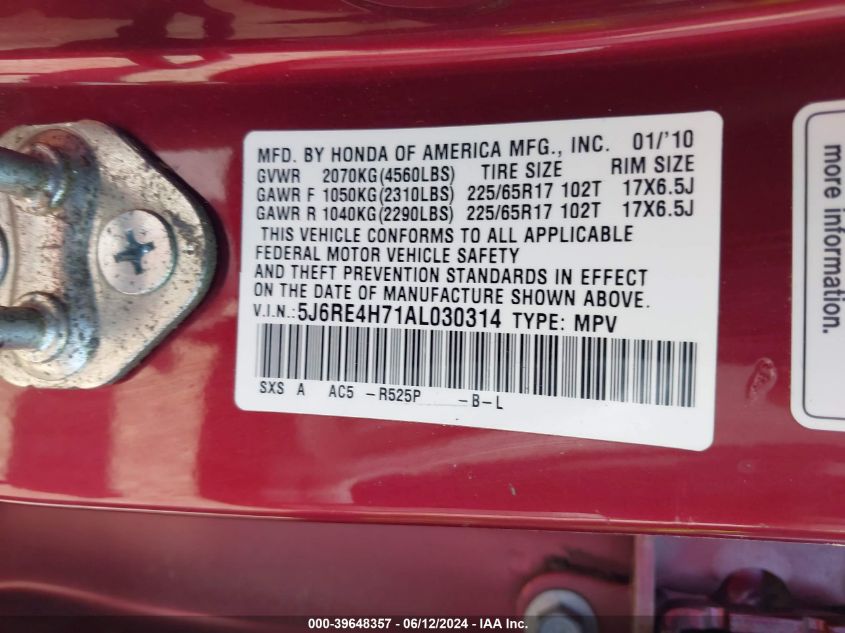 MFD. BY HONDA OF AMERICA MFG., INC. 01/'10
GVWR 2070KG(4560LBS) TIRE SIZE RIM SIZE
GAWR F 1050KG(2310LBS) 225/65R17 102T 17X6.5J
GAWR R 1040KG(2290LBS) 225/65R17 102T 17X6.5J
THIS VEHICLE CONFORMS TO ALL APPLICABLE
FEDERAL MOTOR VEHICLE SAFETY
AND THEFT PREVENTION STANDARDS IN EFFECT
ON THE DATE OF MANUFACTURE SHOWN ABOVE.
V.I.N.:5J6RE4H71AL030314 TYPE: MPV
SXS A AC5 -R525P -B-L
more information.
000-39648357 - 06/12/2024 - IAA Inc.